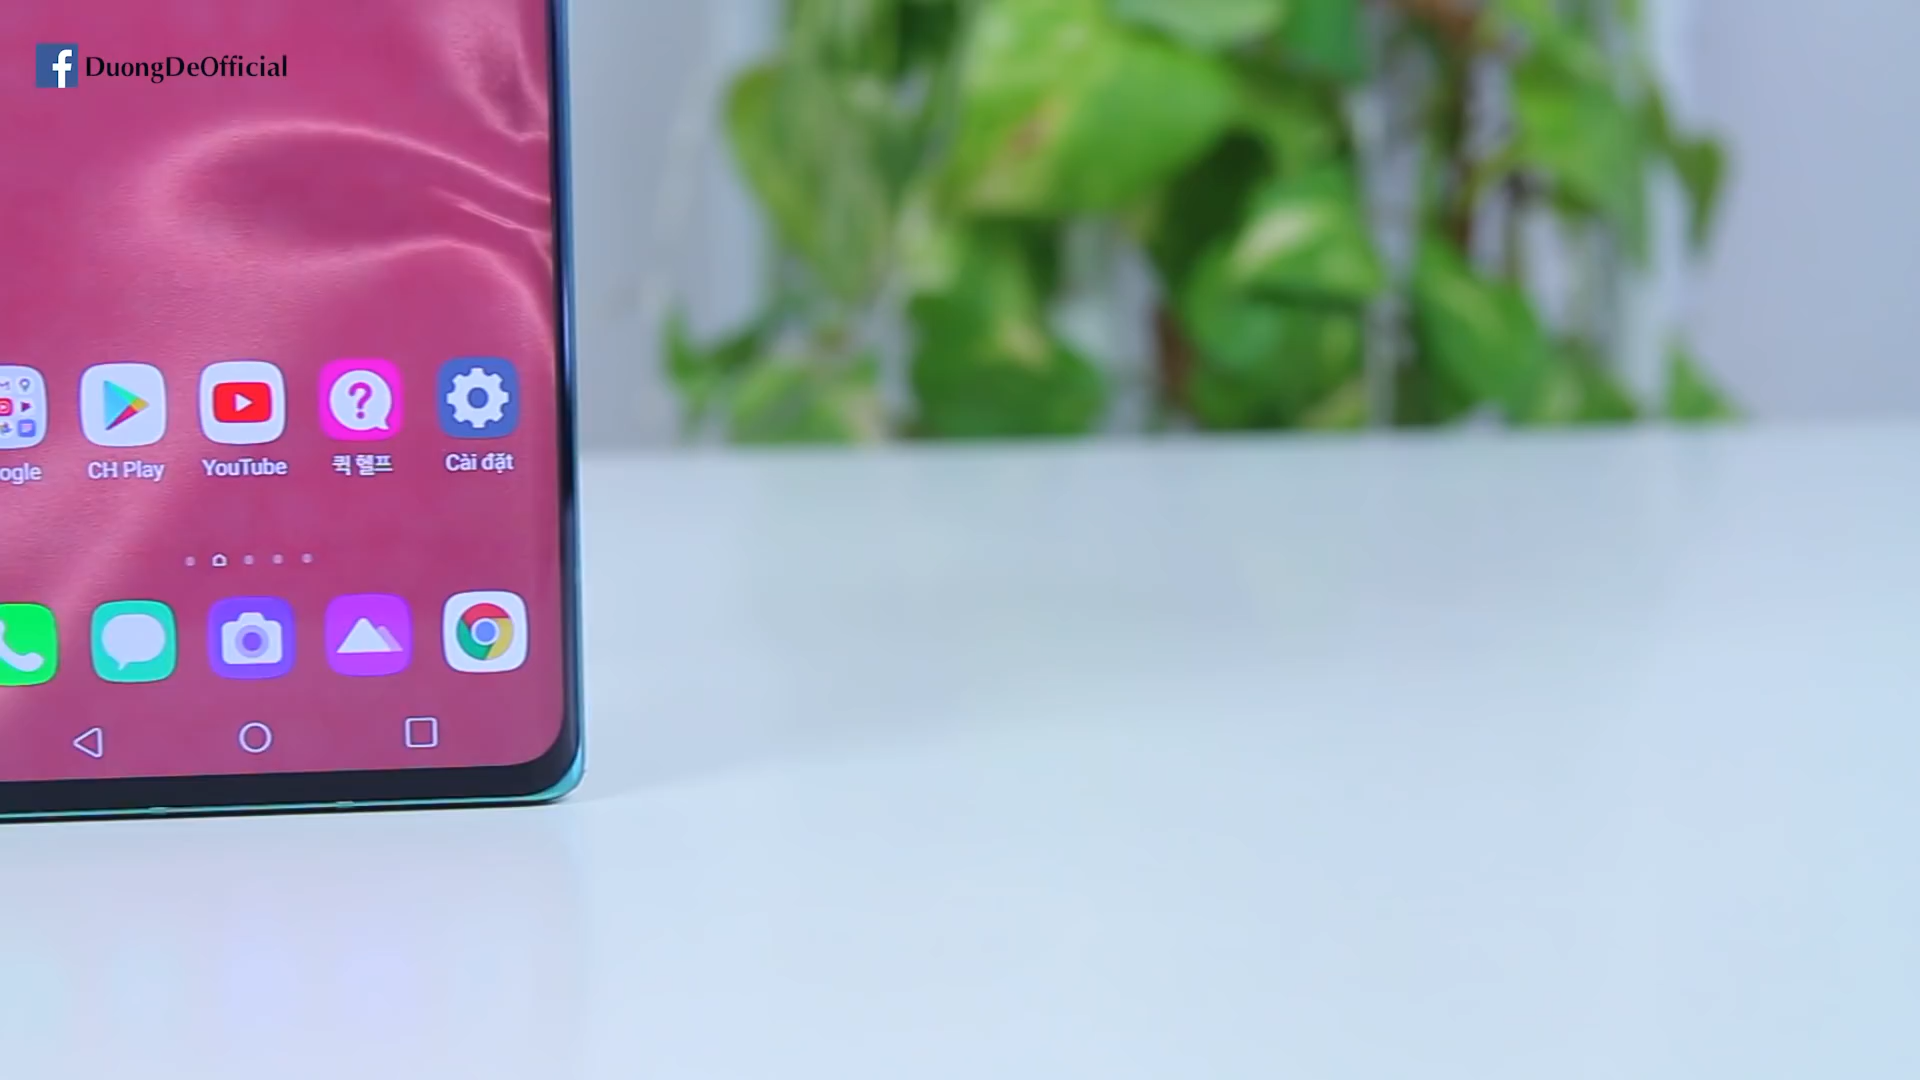 DuongDeOfficial
ogle
CH Play
YouTube
퀵 헬프
Cài đặt